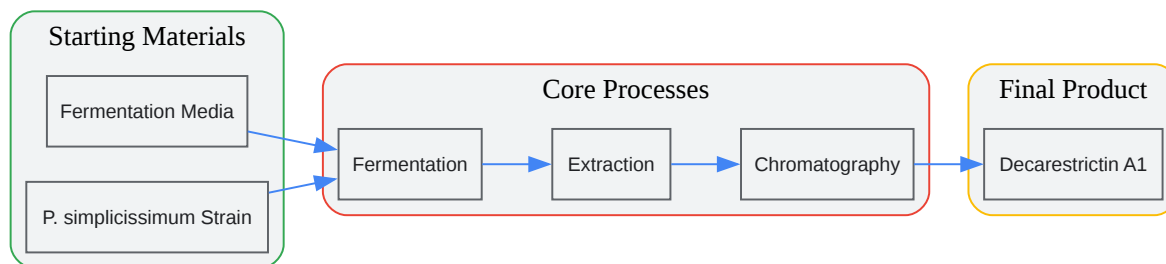 Starting Materials
Fermentation Media
P. simplicissimum Strain
Core Processes
Fermentation
Extraction
Chromatography
Final Product
Decarestrictin A1